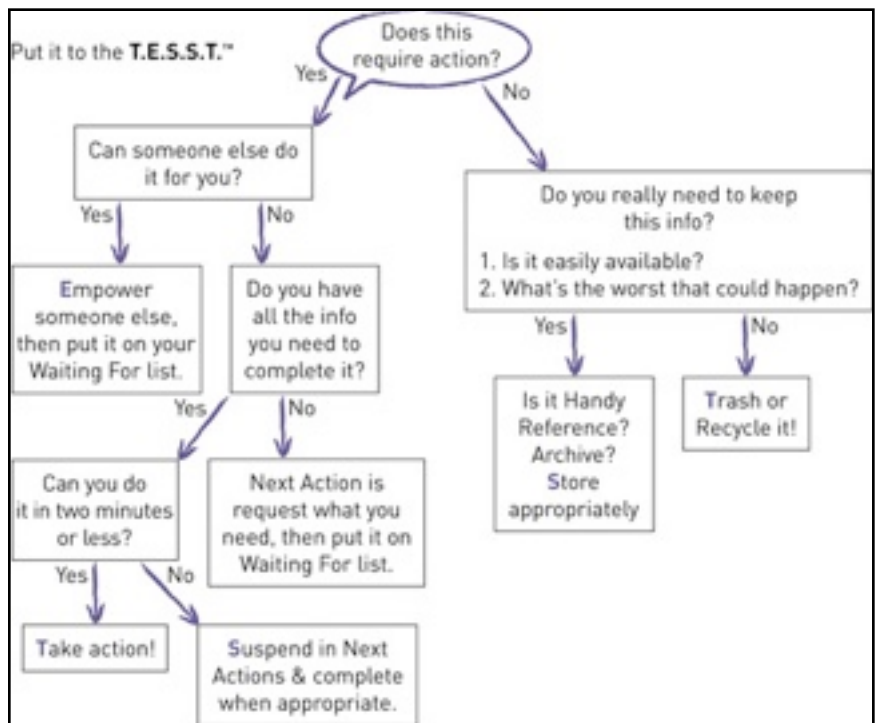 Put it to the T.E.S.S.T.™
Does this
require action?
Yes
No
Can someone else do
it for you?
Do you really need to keep
this info?
1. Is it easily available?
2. What's the worst that could happen?
Yes
No
Empower
someone else,
then put it on your
Waiting For list.
Do you have
all the info
you need to
complete it?
Yes
No
Is it Handy
Reference?
Archive?
Store
appropriately
Trash or
Recycle it!
Yes
No
Can you do
it in two minutes
or less?
Next Action is
request what you
need, then put it on
Waiting For list.
Yes
No
Take action!
Suspend in Next
Actions & complete
when appropriate.